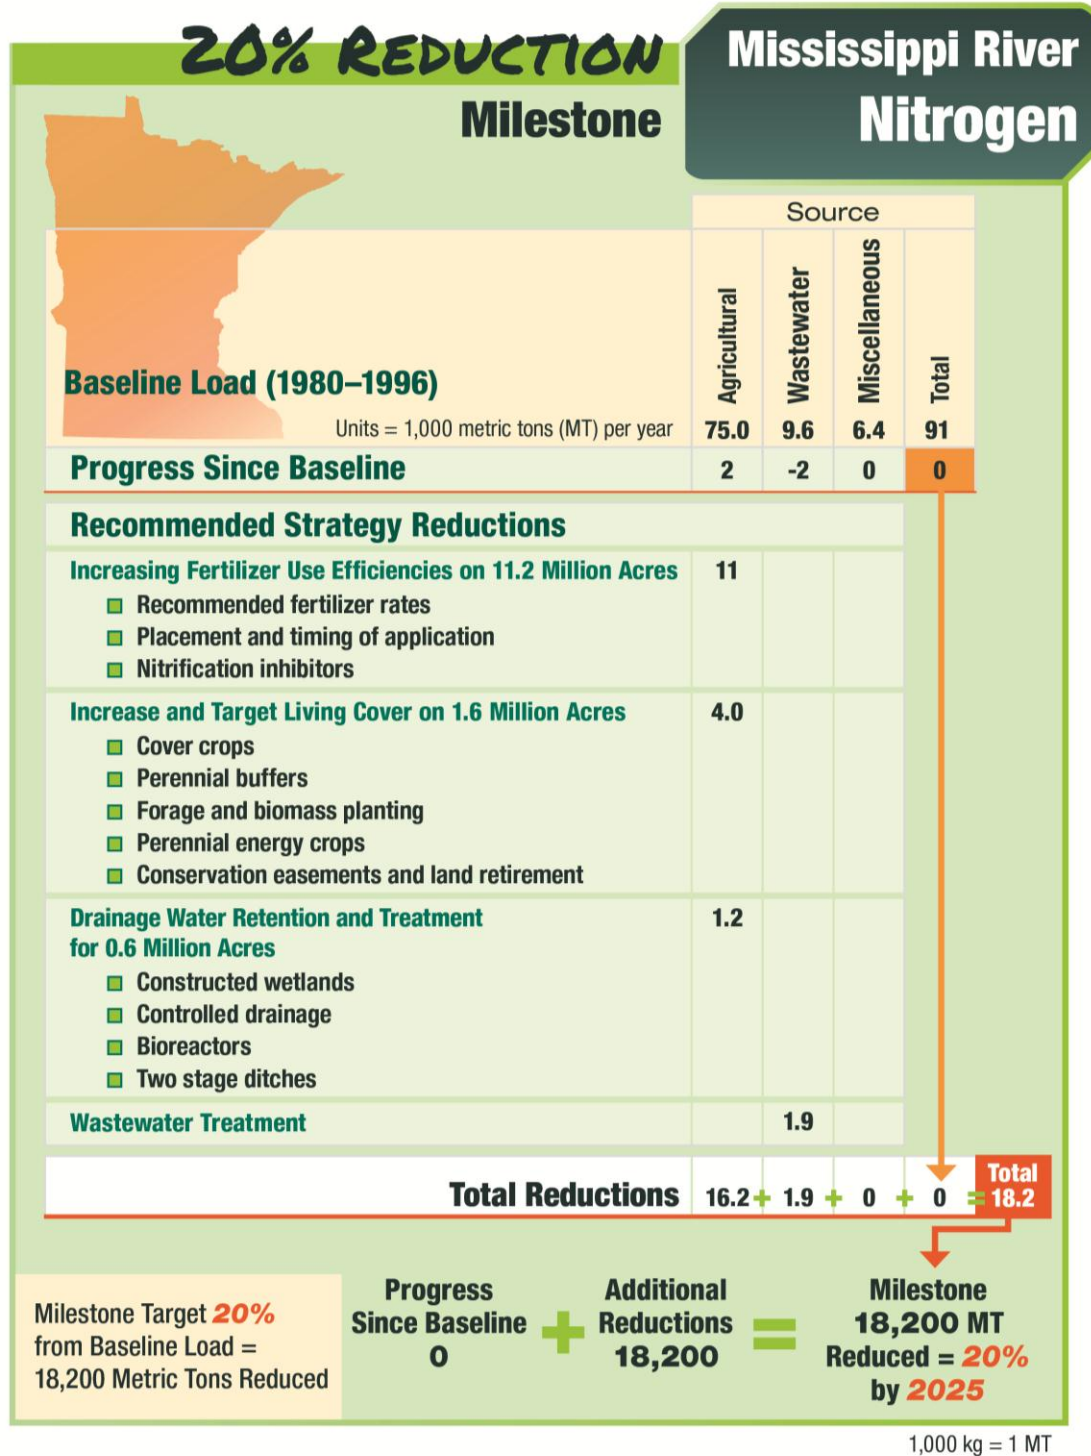 20% REDUCTION
Milestone
Mississippi River
Nitrogen
Source
Agricultural
Wastewater
Miscellaneous
Total
Baseline Load (1980–1996)
Units = 1,000 metric tons (MT) per year 75.0 9.6 6.4 91
Progress Since Baseline 2 -2 0 0
Recommended Strategy Reductions
Increasing Fertilizer Use Efficiencies on 11.2 Million Acres 11
Recommended fertilizer rates
Placement and timing of application
Nitrification inhibitors
Increase and Target Living Cover on 1.6 Million Acres 4.0
Cover crops
Perennial buffers
Forage and biomass planting
Perennial energy crops
Conservation easements and land retirement
Drainage Water Retention and Treatment 1.2
for 0.6 Million Acres
Constructed wetlands
Controlled drainage
Bioreactors
Two stage ditches
Wastewater Treatment 1.9
Total Reductions 16.2 + 1.9 + 0 + 0 = Total 18.2
Milestone Target 20%
from Baseline Load =
18,200 Metric Tons Reduced
Progress
Since Baseline
0
+
Additional
Reductions
18,200
=
Milestone
18,200 MT
Reduced = 20%
by 2025
1,000 kg = 1 MT